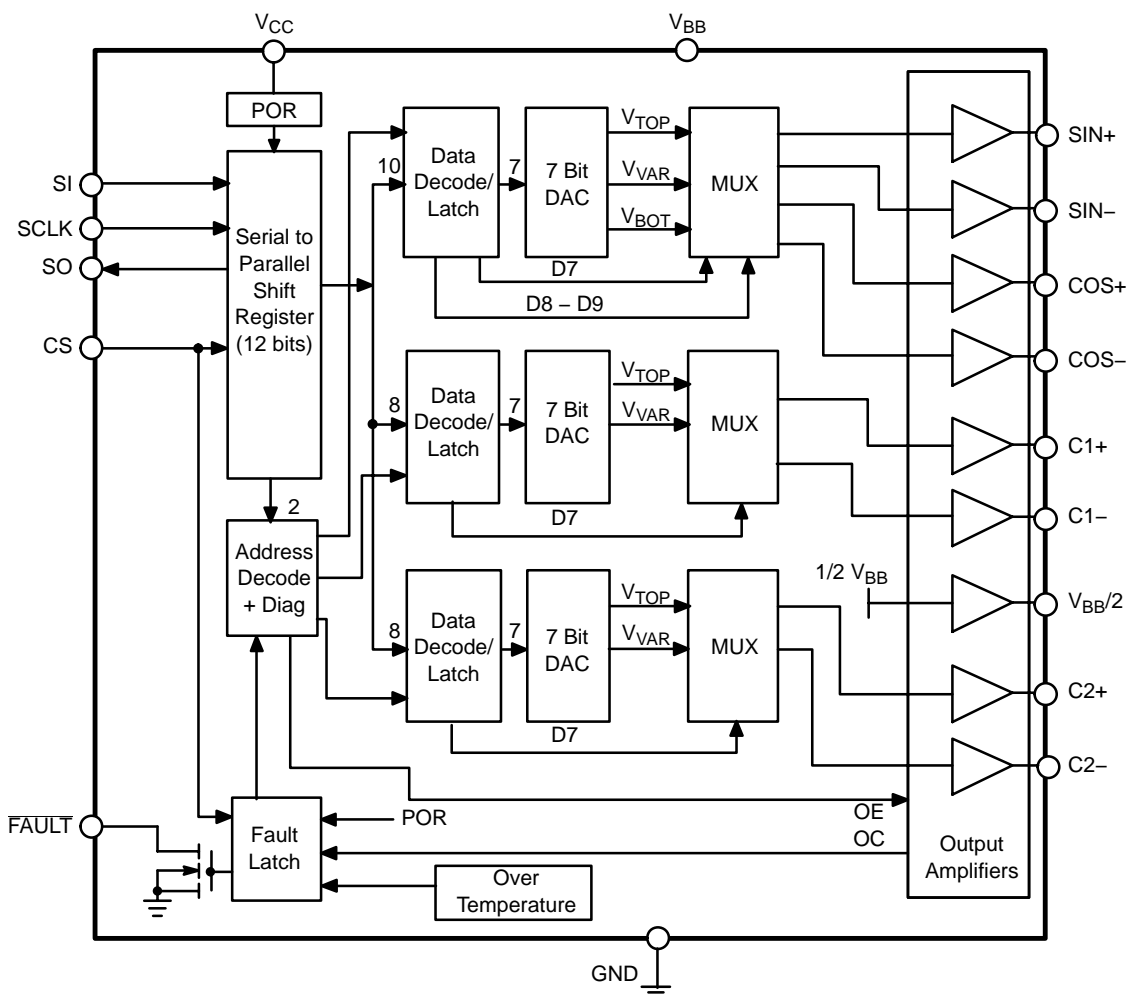 VCC
VBB
POR
SI
SCLK
SO
CS
Serial to
Parallel
Shift
Register
(12 bits)
10
Data
Decode/
Latch
7
7 Bit
DAC
VTOP
VVAR
VBOT
MUX
D7
D8 – D9
SIN+
SIN–
COS+
COS–
8
Data
Decode/
Latch
7
7 Bit
DAC
VTOP
VVAR
MUX
D7
C1+
C1–
2
Address
Decode
+ Diag
1/2 VBB
VBB/2
8
Data
Decode/
Latch
7
7 Bit
DAC
VTOP
VVAR
MUX
D7
C2+
C2–
FAULT
Fault
Latch
POR
OE
OC
Output
Amplifiers
Over
Temperature
GND